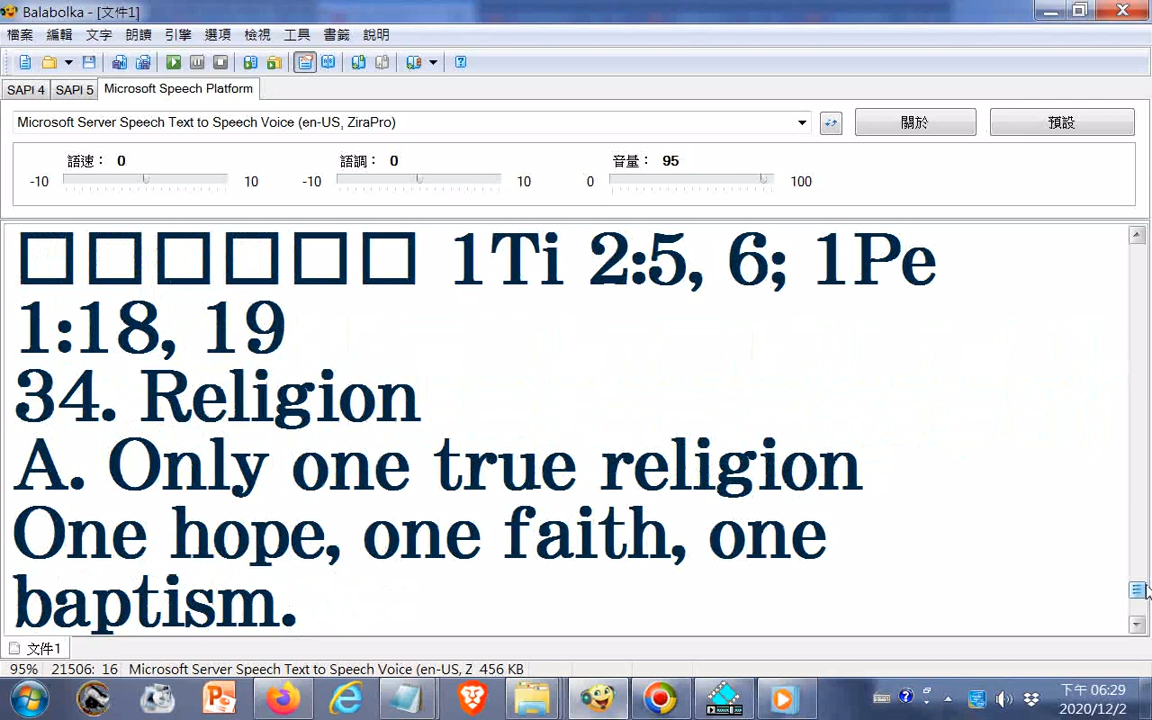 Balabolka - [文件1]
檔案 編輯 文字 朗讀 引擎 選項 檢視 工具 書籤 說明
SAPI 4 SAPI 5 Microsoft Speech Platform
Microsoft Server Speech Text to Speech Voice (en-US, ZiraPro) 關於 預設
語速： 0 語調： 0 音量： 95
-10 10 -10 10 0 100
□□□□□□ 1Ti 2:5, 6; 1Pe
1:18, 19
34. Religion
A. Only one true religion
One hope, one faith, one
baptism.
文件1
95% 21506: 16 Microsoft Server Speech Text to Speech Voice (en-US, Z 456 KB
下午 06:29
2020/12/2